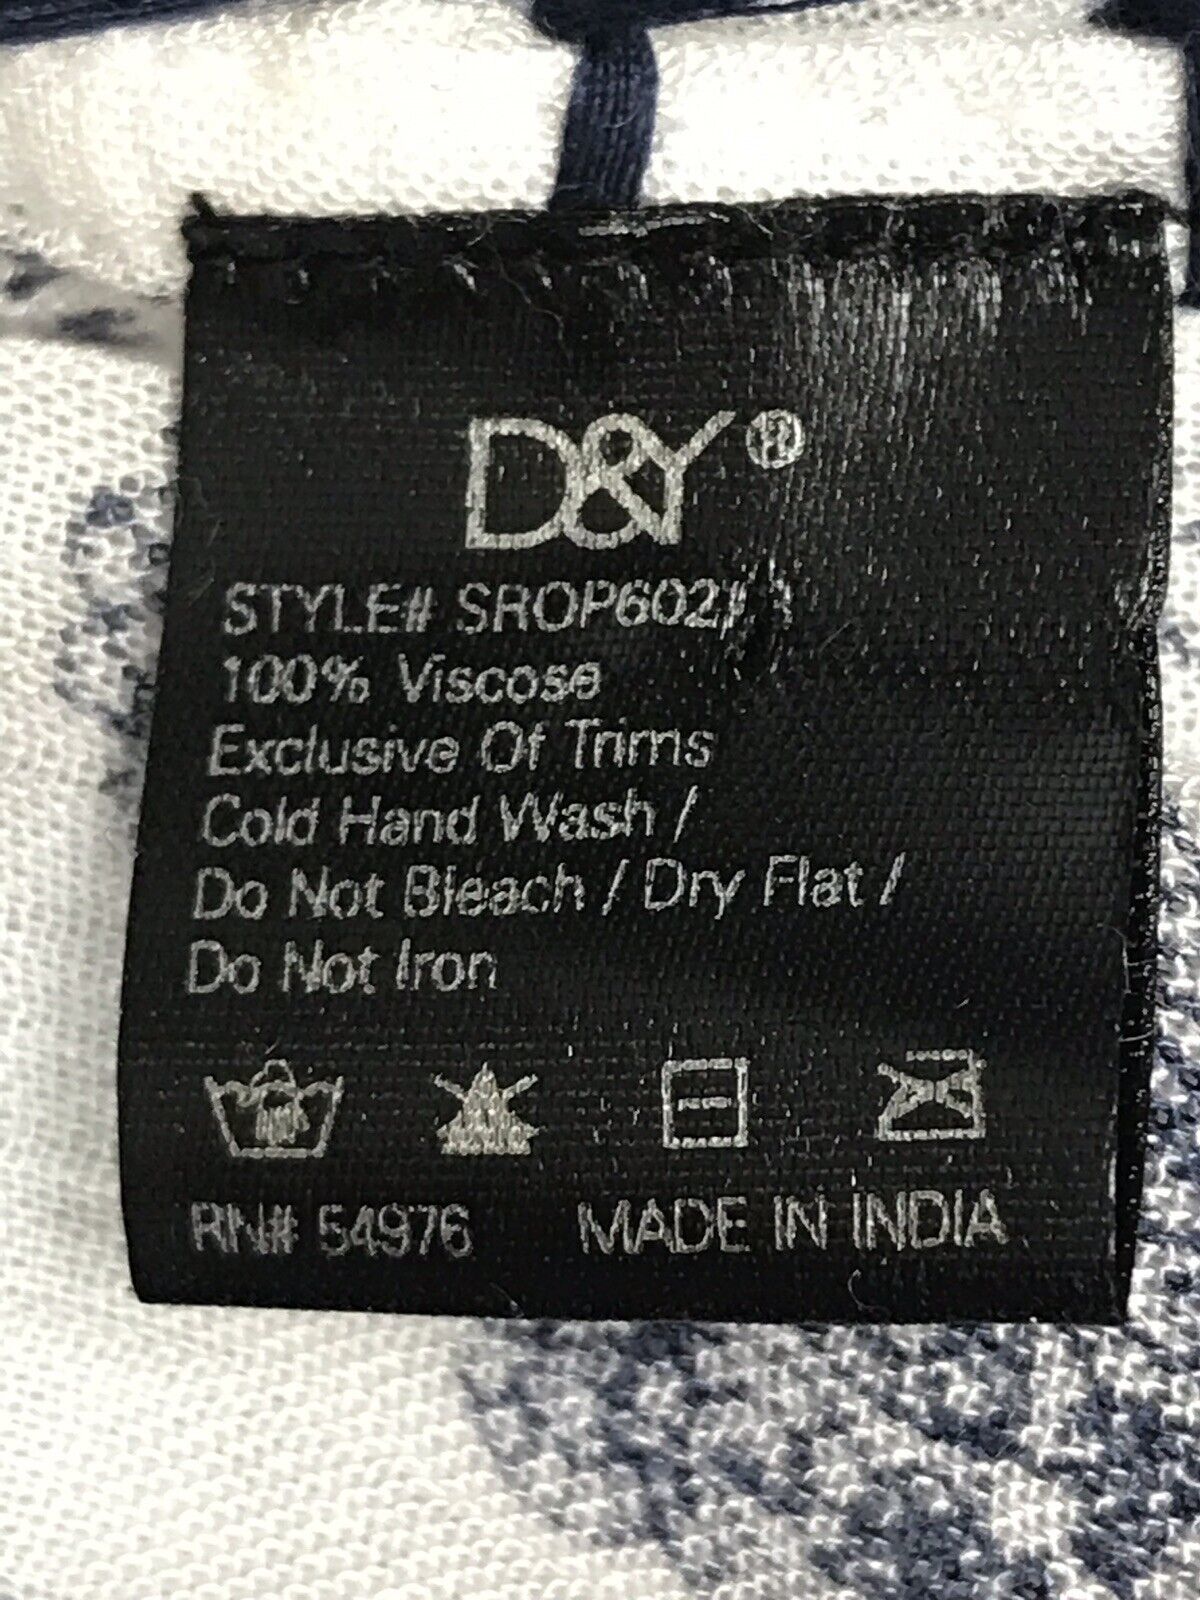 D&Y®
STYLE#
100% Viscose
Exclusive Of Trims
Cold Hand Wash /
Do Not Bleach / Dry Flat /
Do Not Iron
RN# 54976 MADE IN INDIA